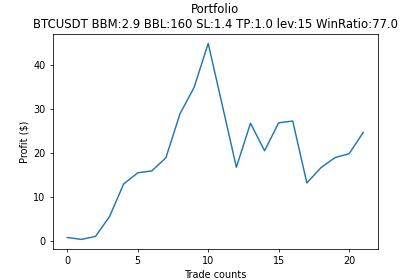 Portfolio
BTCUSDT BBM:2.9 BBL:160 SL:1.4 TP:1.0 lev:15 WinRatio:77.0
Profit ($)
40
30
20
10
0
0 5 10 15 20
Trade counts